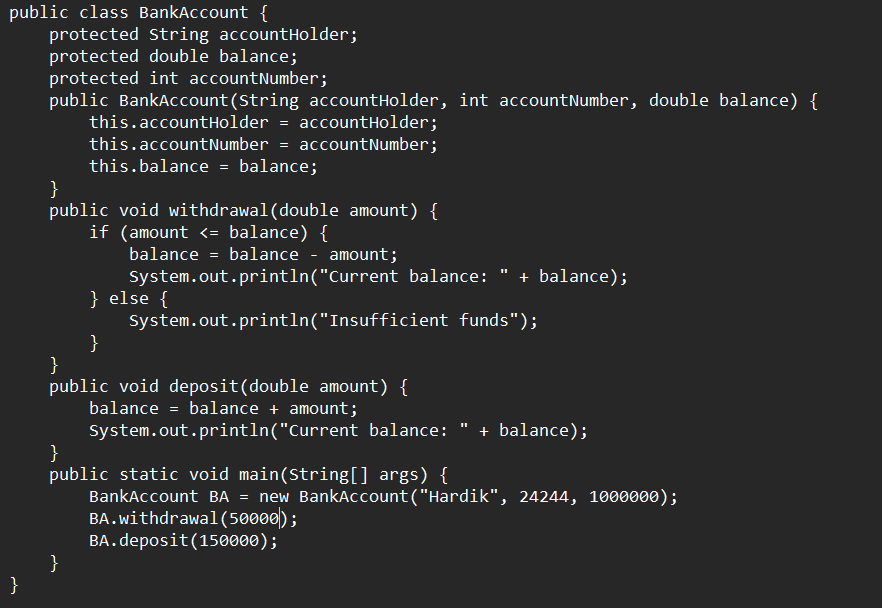 public class BankAccount {
    protected String accountHolder;
    protected double balance;
    protected int accountNumber;
    public BankAccount(String accountHolder, int accountNumber, double balance) {
        this.accountHolder = accountHolder;
        this.accountNumber = accountNumber;
        this.balance = balance;
    }
    public void withdrawal(double amount) {
        if (amount <= balance) {
            balance = balance - amount;
            System.out.println("Current balance: " + balance);
        } else {
            System.out.println("Insufficient funds");
        }
    }
    public void deposit(double amount) {
        balance = balance + amount;
        System.out.println("Current balance: " + balance);
    }
    public static void main(String[] args) {
        BankAccount BA = new BankAccount("Hardik", 24244, 1000000);
        BA.withdrawal(50000);
        BA.deposit(150000);
    }
}